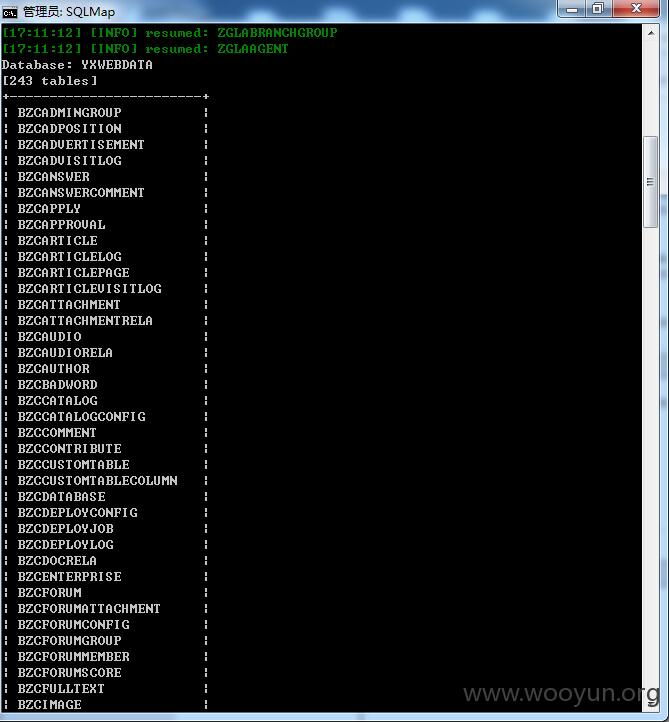 管理员: SQLMap
[17:11:12] [INFO] resumed: ZGLABRANCHGROUP
[17:11:12] [INFO] resumed: ZGLAAGENT
Database: YXWEBDATA
[243 tables]
+------------------------+
¦ BZCADMINGROUP ¦
¦ BZCADPOSITION ¦
¦ BZCADVERTISEMENT ¦
¦ BZCADVISITLOG ¦
¦ BZCANSWER ¦
¦ BZCANSWERCOMMENT ¦
¦ BZCAPPLY ¦
¦ BZCAPPROVAL ¦
¦ BZCARTICLE ¦
¦ BZCARTICLELOG ¦
¦ BZCARTICLEPAGE ¦
¦ BZCARTICLEVISITLOG ¦
¦ BZCATTACHMENT ¦
¦ BZCATTACHMENTRELA ¦
¦ BZCAUDIO ¦
¦ BZCAUDIORELA ¦
¦ BZCAUTHOR ¦
¦ BZCBADWORD ¦
¦ BZCCATALOG ¦
¦ BZCCATALOGCONFIG ¦
¦ BZCCOMMENT ¦
¦ BZCCONTRIBUTE ¦
¦ BZCCUSTOMTABLE ¦
¦ BZCCUSTOMTABLECOLUMN ¦
¦ BZCDATABASE ¦
¦ BZCDEPLOYCONFIG ¦
¦ BZCDEPLOYJOB ¦
¦ BZCDEPLOYLOG ¦
¦ BZCDOCRELA ¦
¦ BZCENTERPRISE ¦
¦ BZCFORUM ¦
¦ BZCFORUMATTACHMENT ¦
¦ BZCFORUMCONFIG ¦
¦ BZCFORUMGROUP ¦
¦ BZCFORUMMEMBER ¦
¦ BZCFORUMSCORE ¦
¦ BZCFULLTEXT ¦
¦ BZCIMAGE ¦
www.wooyun.org